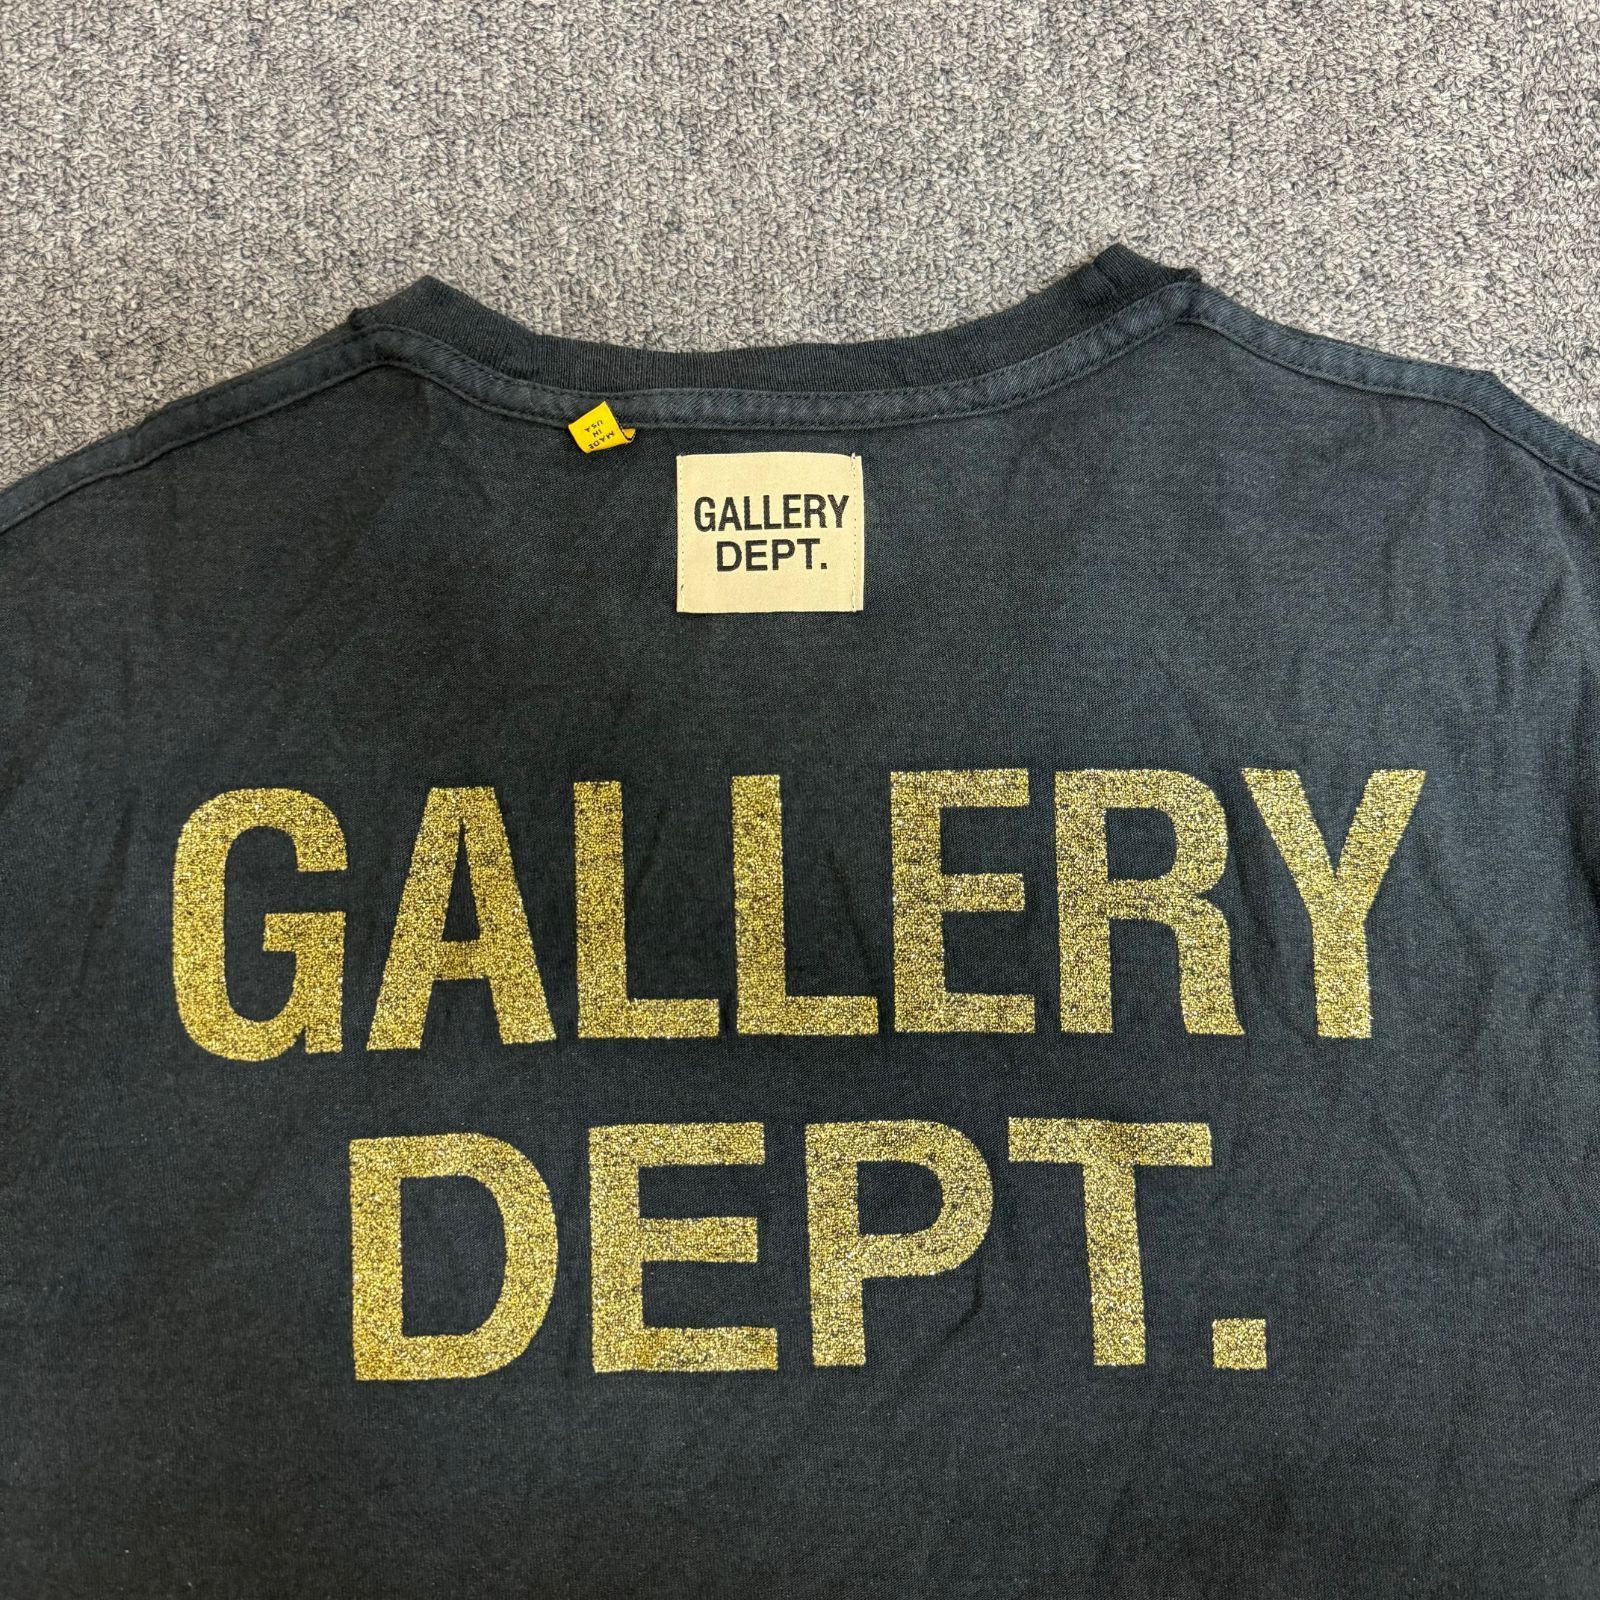 MADE
IN
USA
GALLERY
DEPT.
GALLERY
DEPT.